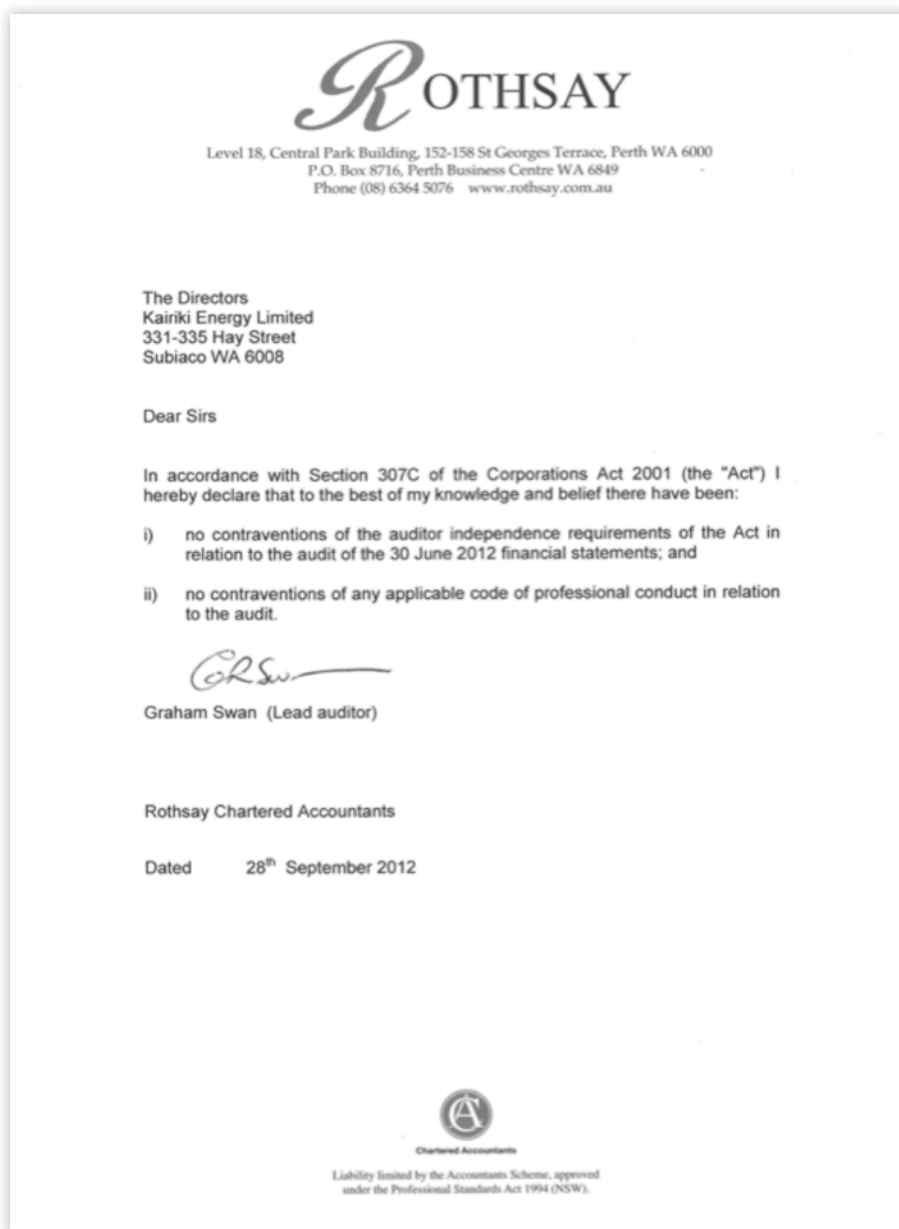 ROTHSAY
Level 18, Central Park Building, 152-158 St Georges Terrace, Perth WA 6000
P.O. Box 8716, Perth Business Centre WA 6849
Phone (08) 6364 5076 www.rothsay.com.au
The Directors
Kairiki Energy Limited
331-335 Hay Street
Subiaco WA 6008
Dear Sirs
In accordance with Section 307C of the Corporations Act 2001 (the "Act") I
hereby declare that to the best of my knowledge and belief there have been:
i) no contraventions of the auditor independence requirements of the Act in
relation to the audit of the 30 June 2012 financial statements; and
ii) no contraventions of any applicable code of professional conduct in relation
to the audit.
Graham Swan (Lead auditor)
Rothsay Chartered Accountants
Dated 28th September 2012
CA
Chartered Accountants
Liability limited by the Accountants Scheme, approved
under the Professional Standards Act 1994 (NSW).